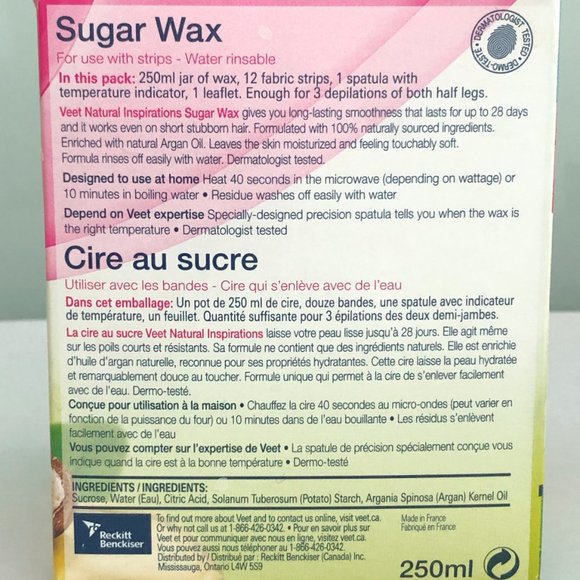 Sugar Wax
DERMATOLOGIST TESTED • DERMO-TESTÉ •
For use with strips - Water rinsable
In this pack: 250ml jar of wax, 12 fabric strips, 1 spatula with
temperature indicator, 1 leaflet. Enough for 3 depilations of both half legs.
Veet Natural Inspirations Sugar Wax gives you long-lasting smoothness that lasts for up to 28 days
and it works even on short stubborn hair. Formulated with 100% naturally sourced ingredients.
Enriched with natural Argan Oil. Leaves the skin moisturized and feeling touchably soft.
Formula rinses off easily with water. Dermatologist tested.
Designed to use at home Heat 40 seconds in the microwave (depending on wattage) or
10 minutes in boiling water • Residue washes off easily with water
Depend on Veet expertise Specially-designed precision spatula tells you when the wax is
the right temperature • Dermatologist tested
Cire au sucre
Utiliser avec les bandes - Cire qui s'enlève avec de l'eau
Dans cet emballage: Un pot de 250 ml de cire, douze bandes, une spatule avec indicateur
de température, un feuillet. Quantité suffisante pour 3 épilations des deux demi-jambes.
La cire au sucre Veet Natural Inspirations laisse votre peau lisse jusqu'à 28 jours. Elle agit même
sur les poils courts et résistants. Sa formule ne contient que des ingrédients naturels. Elle est enrichie
d'huile d'argan naturelle, reconnue pour ses propriétés hydratantes. Cette cire laisse la peau hydratée
et remarquablement douce au toucher. Formule unique qui permet à la cire de s'enlever facilement
avec de l'eau. Dermo-testé.
Conçue pour utilisation à la maison • Chauffez la cire 40 secondes au micro-ondes (peut varier en
fonction de la puissance du four) ou 10 minutes dans de l'eau bouillante • Les résidus s'enlèvent
facilement avec de l'eau
Vous pouvez compter sur l'expertise de Veet • La spatule de précision spécialement conçue vous
indique quand la cire est à la bonne température • Dermo-testé
INGREDIENTS / INGRÉDIENTS:
Sucrose, Water (Eau), Citric Acid, Solanum Tuberosum (Potato) Starch, Argania Spinosa (Argan) Kernel Oil
Reckitt
Benckiser
To find out more about Veet and to contact us online, visit veet.ca.
Or why not call us at 1-866-426-0342. • Pour en savoir plus sur
Veet et pour communiquer avec nous en ligne, visitez veet.ca.
Vous pouvez aussi nous téléphoner au 1-866-426-0342.
Distributed by / Distribué par : Reckitt Benckiser (Canada) Inc.
Mississauga, Ontario L4W 5S9
Made in France
Fabriqué en France
250ml